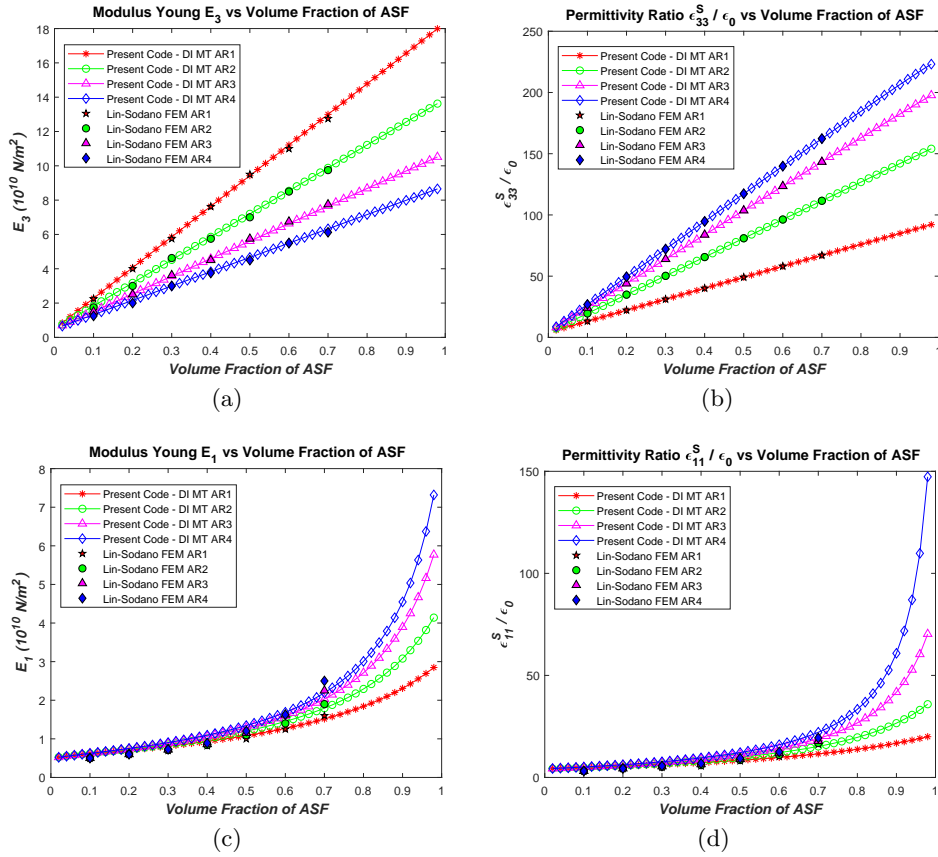 Modulus Young E₃ vs Volume Fraction of ASF
18
16
14
12
10
8
6
4
2
0
E₃ (10¹⁰ N/m²)
Present Code - DI MT AR1
Present Code - DI MT AR2
Present Code - DI MT AR3
Present Code - DI MT AR4
Lin-Sodano FEM AR1
Lin-Sodano FEM AR2
Lin-Sodano FEM AR3
Lin-Sodano FEM AR4
0 0.1 0.2 0.3 0.4 0.5 0.6 0.7 0.8 0.9 1
Volume Fraction of ASF
(a)
Permittivity Ratio ϵ₃₃ˢ / ϵ₀ vs Volume Fraction of ASF
250
200
150
100
50
0
ϵ₃₃ˢ / ϵ₀
Present Code - DI MT AR1
Present Code - DI MT AR2
Present Code - DI MT AR3
Present Code - DI MT AR4
Lin-Sodano FEM AR1
Lin-Sodano FEM AR2
Lin-Sodano FEM AR3
Lin-Sodano FEM AR4
0 0.1 0.2 0.3 0.4 0.5 0.6 0.7 0.8 0.9 1
Volume Fraction of ASF
(b)
Modulus Young E₁ vs Volume Fraction of ASF
8
7
6
5
4
3
2
1
0
E₁ (10¹⁰ N/m²)
Present Code - DI MT AR1
Present Code - DI MT AR2
Present Code - DI MT AR3
Present Code - DI MT AR4
Lin-Sodano FEM AR1
Lin-Sodano FEM AR2
Lin-Sodano FEM AR3
Lin-Sodano FEM AR4
0 0.1 0.2 0.3 0.4 0.5 0.6 0.7 0.8 0.9 1
Volume Fraction of ASF
(c)
Permittivity Ratio ϵ₁₁ˢ / ϵ₀ vs Volume Fraction of ASF
150
100
50
0
ϵ₁₁ˢ / ϵ₀
Present Code - DI MT AR1
Present Code - DI MT AR2
Present Code - DI MT AR3
Present Code - DI MT AR4
Lin-Sodano FEM AR1
Lin-Sodano FEM AR2
Lin-Sodano FEM AR3
Lin-Sodano FEM AR4
0 0.1 0.2 0.3 0.4 0.5 0.6 0.7 0.8 0.9 1
Volume Fraction of ASF
(d)